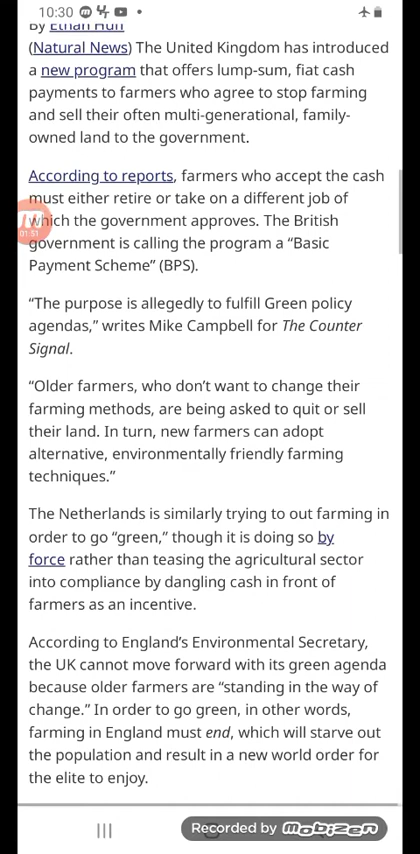 10:30
By Ethan Huff
(Natural News) The United Kingdom has introduced
a new program that offers lump-sum, fiat cash
payments to farmers who agree to stop farming
and sell their often multi-generational, family-
owned land to the government.
According to reports, farmers who accept the cash
must either retire or take on a different job of
which the government approves. The British
01:51
government is calling the program a “Basic
Payment Scheme” (BPS).
“The purpose is allegedly to fulfill Green policy
agendas,” writes Mike Campbell for The Counter
Signal.
“Older farmers, who don’t want to change their
farming methods, are being asked to quit or sell
their land. In turn, new farmers can adopt
alternative, environmentally friendly farming
techniques.”
The Netherlands is similarly trying to out farming in
order to go “green,” though it is doing so by
force rather than teasing the agricultural sector
into compliance by dangling cash in front of
farmers as an incentive.
According to England’s Environmental Secretary,
the UK cannot move forward with its green agenda
because older farmers are “standing in the way of
change.” In order to go green, in other words,
farming in England must end, which will starve out
the population and result in a new world order for
the elite to enjoy.
Recorded by mobizen